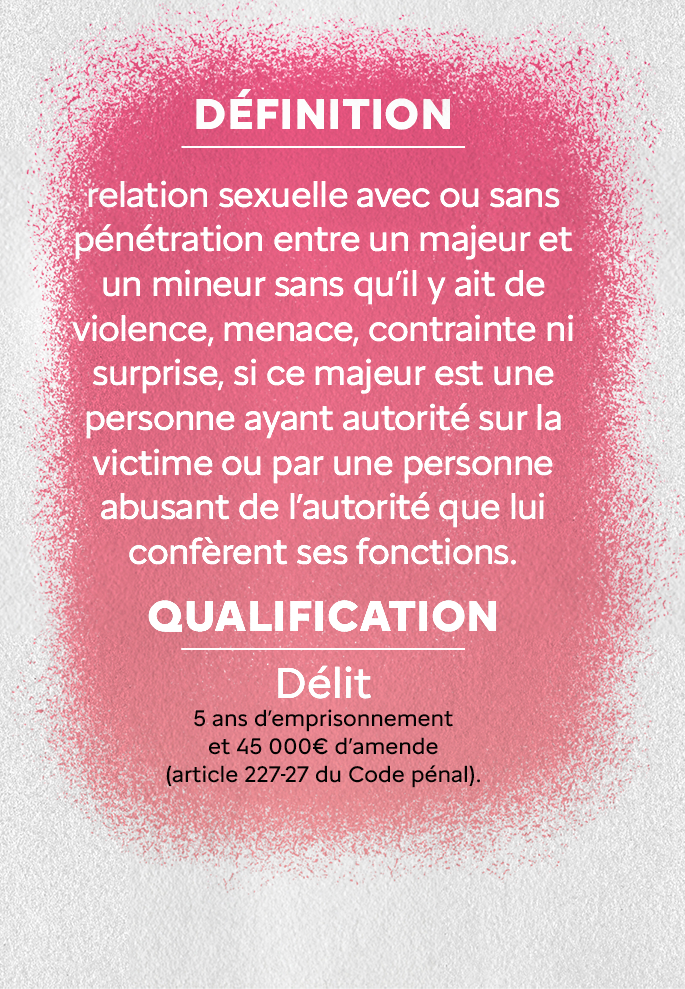 DÉFINITION
relation sexuelle avec ou sans
pénétration entre un majeur et
un mineur sans qu’il y ait de
violence, menace, contrainte ni
surprise, si ce majeur est une
personne ayant autorité sur la
victime ou par une personne
abusant de l’autorité que lui
confèrent ses fonctions.
QUALIFICATION
Délit
5 ans d’emprisonnement
et 45 000€ d’amende
(article 227-27 du Code pénal).